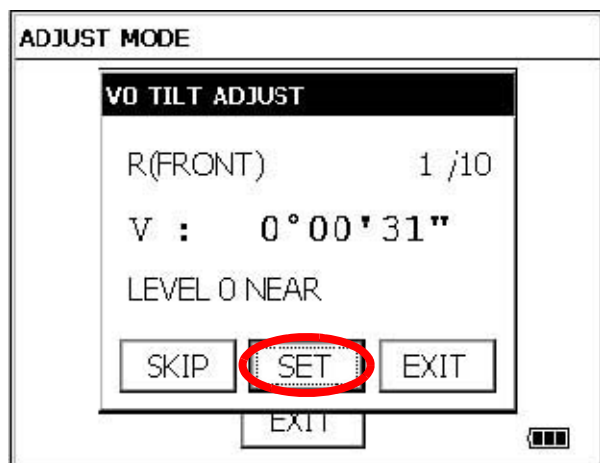 ADJUST MODE
V0 TILT ADJUST
R(FRONT) 1 /10
V : 0°00'31"
LEVEL 0 NEAR
SKIP SET EXIT
EXIT